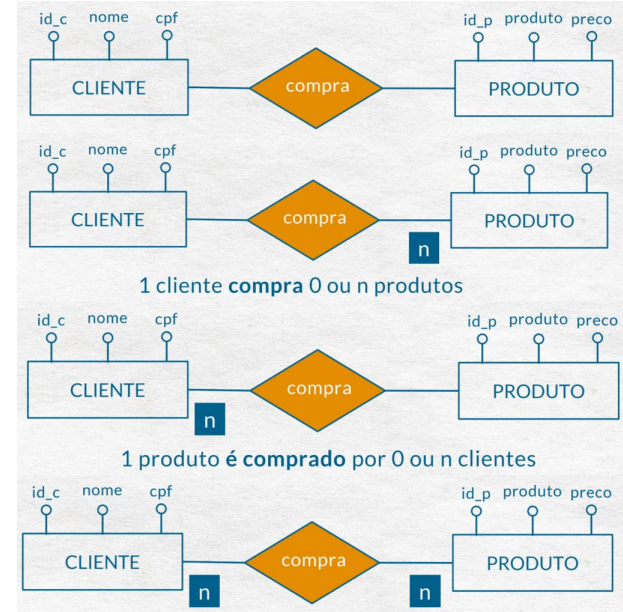 id_c nome cpf id_p produto preco
CLIENTE compra PRODUTO
id_c nome cpf id_p produto preco
CLIENTE compra PRODUTO
n
1 cliente compra 0 ou n produtos
id_c nome cpf id_p produto preco
CLIENTE compra PRODUTO
n
1 produto é comprado por 0 ou n clientes
id_c nome cpf id_p produto preco
CLIENTE compra PRODUTO
n n